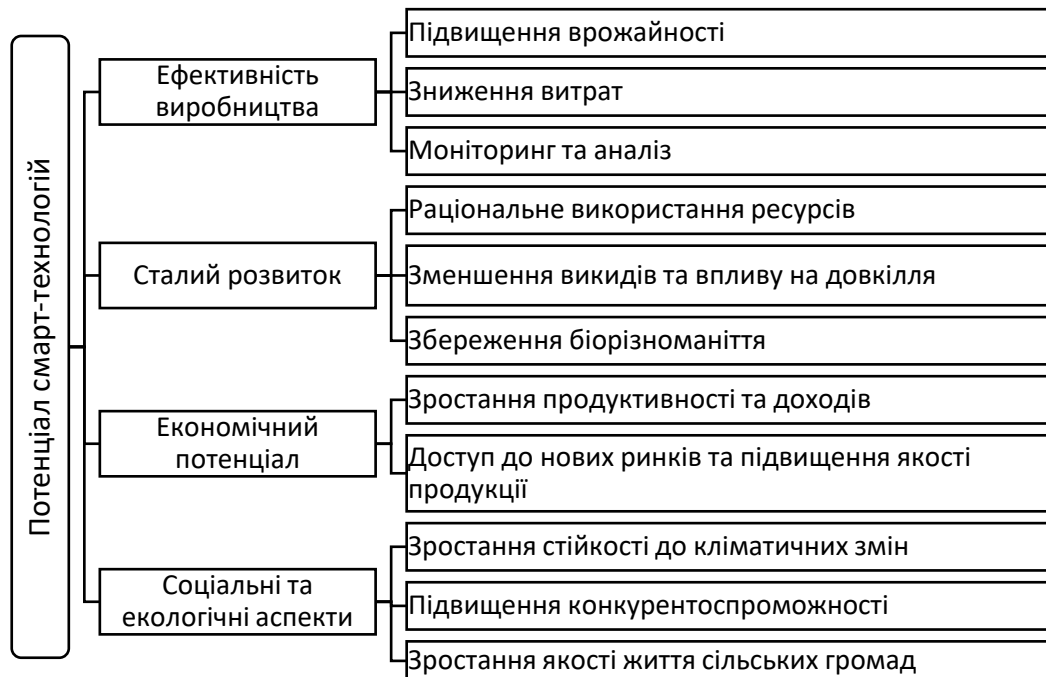 Потенціал смарт-технологій
Ефективність
виробництва
Підвищення врожайності
Зниження витрат
Моніторинг та аналіз
Сталий розвиток
Раціональне використання ресурсів
Зменшення викидів та впливу на довкілля
Збереження біорізноманіття
Економічний
потенціал
Зростання продуктивності та доходів
Доступ до нових ринків та підвищення якості
продукції
Соціальні та
екологічні аспекти
Зростання стійкості до кліматичних змін
Підвищення конкурентоспроможності
Зростання якості життя сільських громад